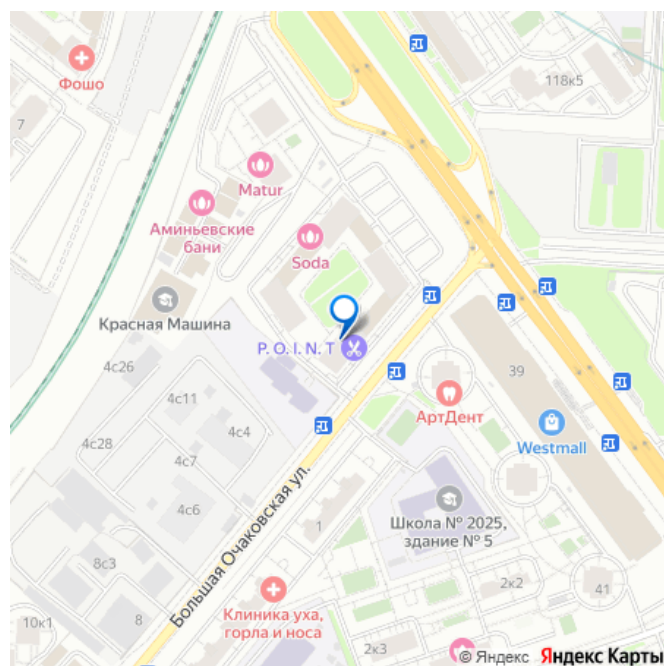 118к5
Фошо
7
Matur
Аминьевские
бани
Soda
Красная Машина
P. O. I. N. T
4с26
39
4с11
АртДент
4с4
Westmall
4с28
4с7
4с6
Школа № 2025,
здание № 5
1
Большая Очаковская ул.
8с3
2к2
41
Клиника уха,
горла и носа
10к1
8
2к3
© Яндекс Яндекс Карты